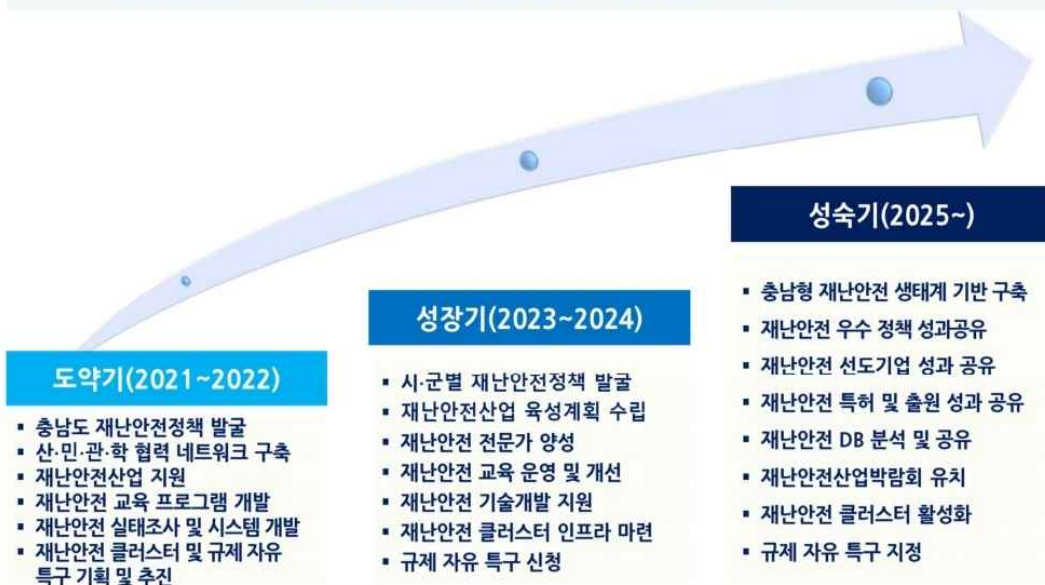 도약기(2021~2022)
▪ 충남도 재난안전정책 발굴
▪ 산·민·관·학 협력 네트워크 구축
▪ 재난안전산업 지원
▪ 재난안전 교육 프로그램 개발
▪ 재난안전 실태조사 및 시스템 개발
▪ 재난안전 클러스터 및 규제 자유
특구 기획 및 추진
성장기(2023~2024)
▪ 시·군별 재난안전정책 발굴
▪ 재난안전산업 육성계획 수립
▪ 재난안전 전문가 양성
▪ 재난안전 교육 운영 및 개선
▪ 재난안전 기술개발 지원
▪ 재난안전 클러스터 인프라 마련
▪ 규제 자유 특구 신청
성숙기(2025~)
▪ 충남형 재난안전 생태계 기반 구축
▪ 재난안전 우수 정책 성과공유
▪ 재난안전 선도기업 성과 공유
▪ 재난안전 특허 및 출원 성과 공유
▪ 재난안전 DB 분석 및 공유
▪ 재난안전산업박람회 유치
▪ 재난안전 클러스터 활성화
▪ 규제 자유 특구 지정